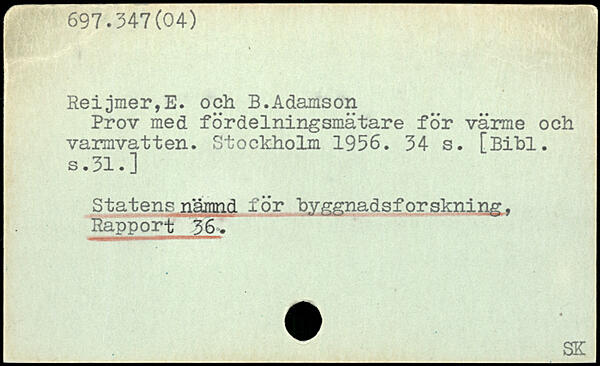 697.347(04)
Reijmer,E. och B.Adamson
Prov med fördelningsmätare för värme och
varmvatten. Stockholm 1956. 34 s. [Bibl.
s.31.]
Statens nämnd för byggnadsforskning,
Rapport 36.
SK